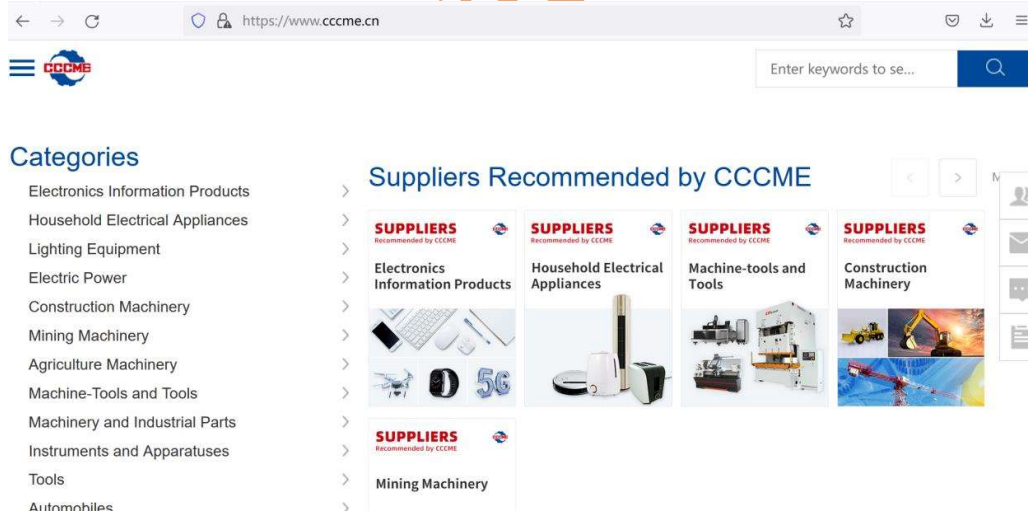 https://www.cccme.cn
CCCME
Enter keywords to se...
Categories
Electronics Information Products
Household Electrical Appliances
Lighting Equipment
Electric Power
Construction Machinery
Mining Machinery
Agriculture Machinery
Machine-Tools and Tools
Machinery and Industrial Parts
Instruments and Apparatuses
Tools
Automobiles
Suppliers Recommended by CCCME
SUPPLIERS
Recommended by CCCME
Electronics
Information Products
5G
SUPPLIERS
Recommended by CCCME
Household Electrical
Appliances
SUPPLIERS
Recommended by CCCME
Machine-tools and
Tools
SUPPLIERS
Recommended by CCCME
Construction
Machinery
SUPPLIERS
Recommended by CCCME
Mining Machinery